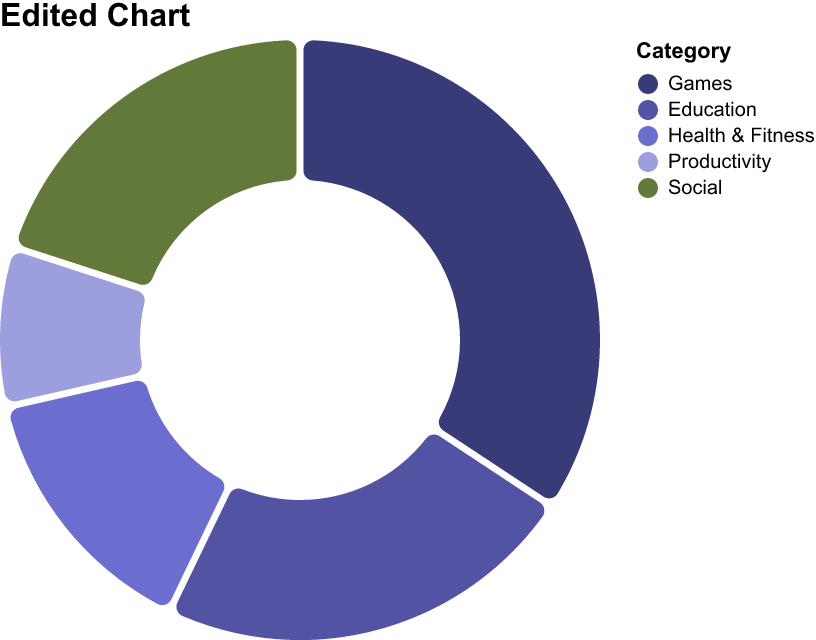 Edited Chart
Category
Games
Education
Health & Fitness
Productivity
Social